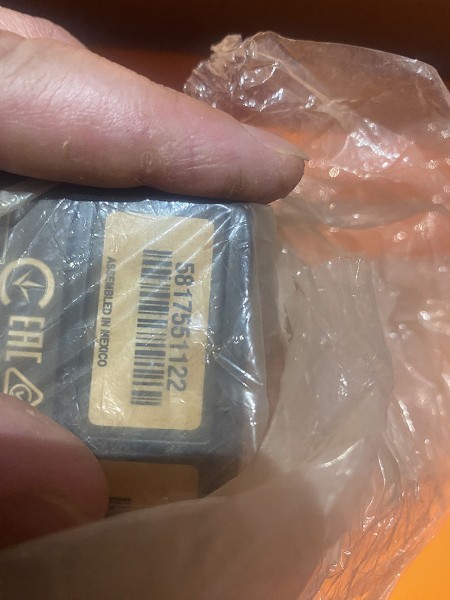 5817551122
ASSEMBLED IN MEXICO
EAC